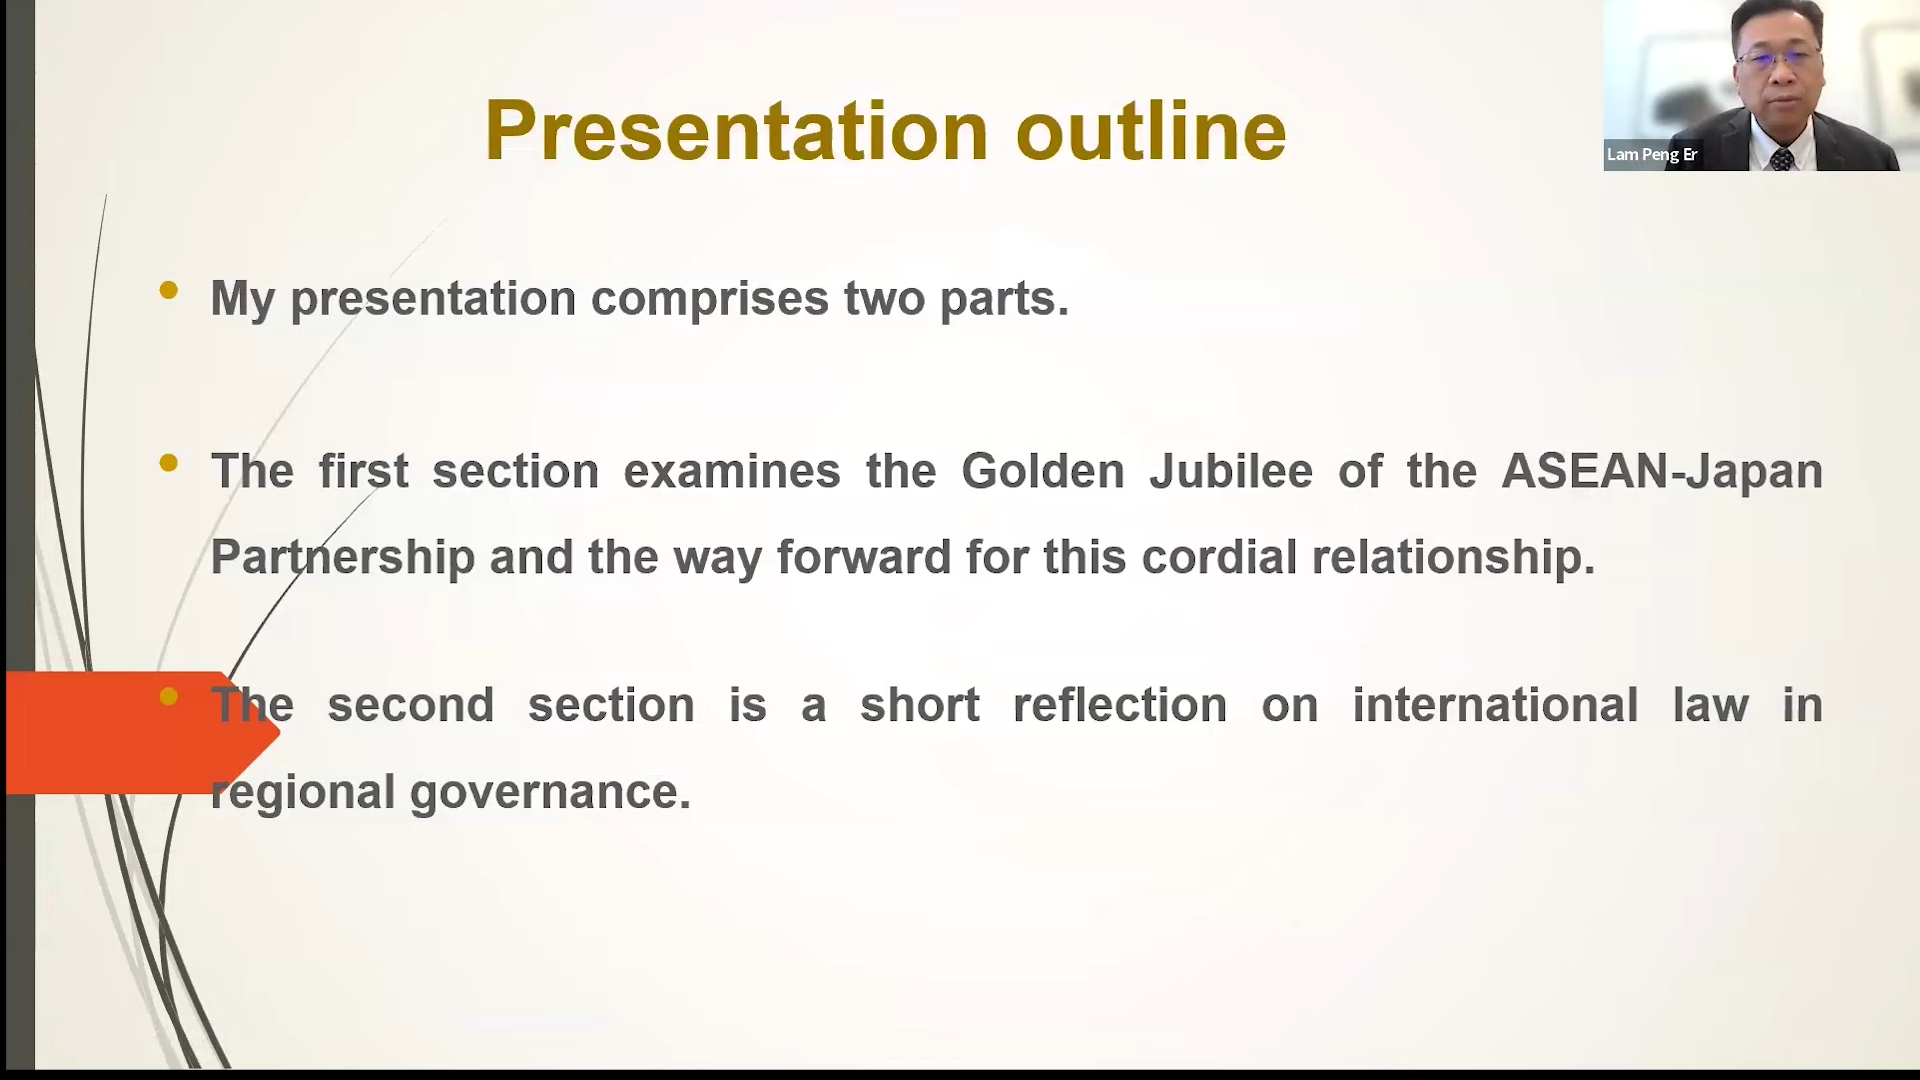 Presentation outline
Lam Peng Er
My presentation comprises two parts.
The first section examines the Golden Jubilee of the ASEAN-Japan
Partnership and the way forward for this cordial relationship.
The second section is a short reflection on international law in
regional governance.